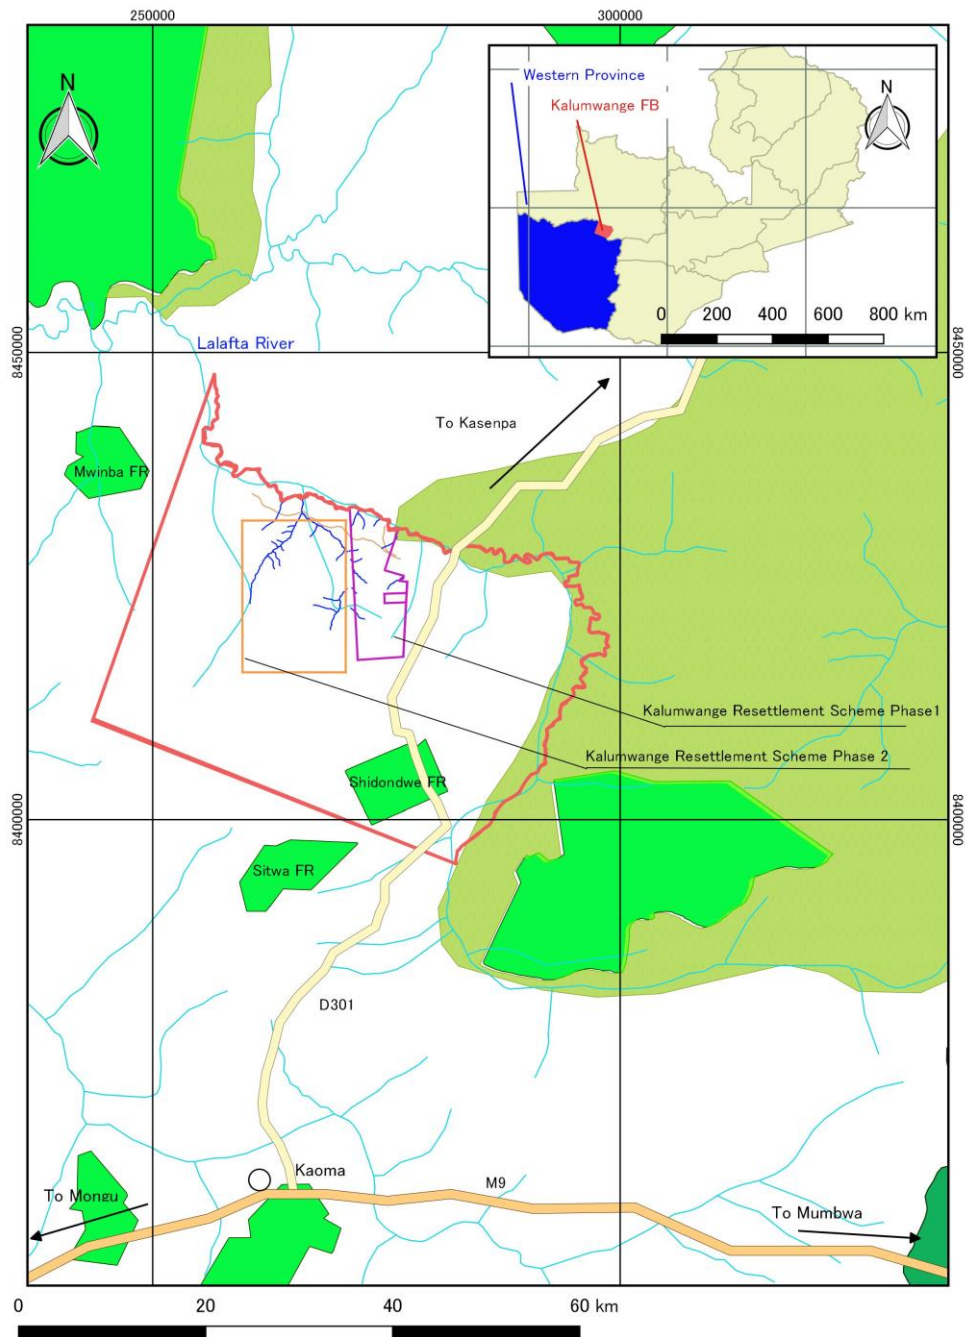 250000
300000
N
Western Province
Kalumwange FB
0 200 400 600 800 km
8450000
8450000
Lalafta River
To Kasenpa
Mwinba FR
Kalumwange Resettlement Scheme Phase1
Kalumwange Resettlement Scheme Phase 2
Shidondwe FR
8400000
8400000
Sitwa FR
D301
Kaoma
M9
To Mongu
To Mumbwa
0 20 40 60 km